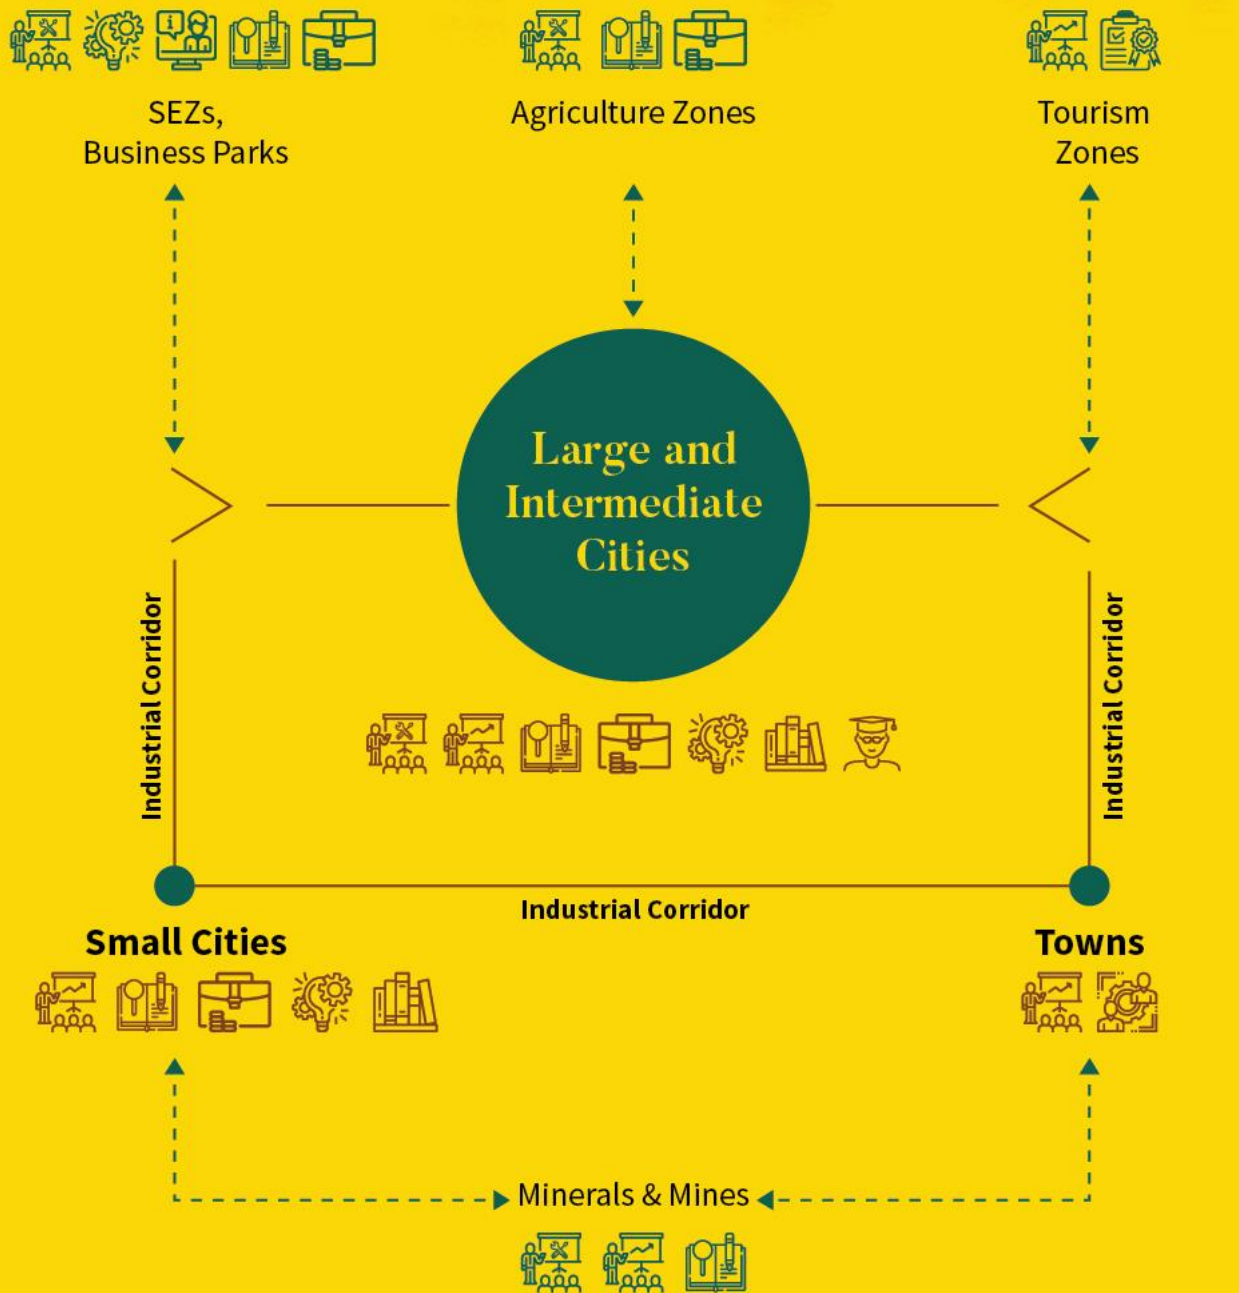 SEZs,
Business Parks
Agriculture Zones
Tourism
Zones
Large and
Intermediate
Cities
Industrial Corridor
Industrial Corridor
Industrial Corridor
Small Cities
Towns
Minerals & Mines